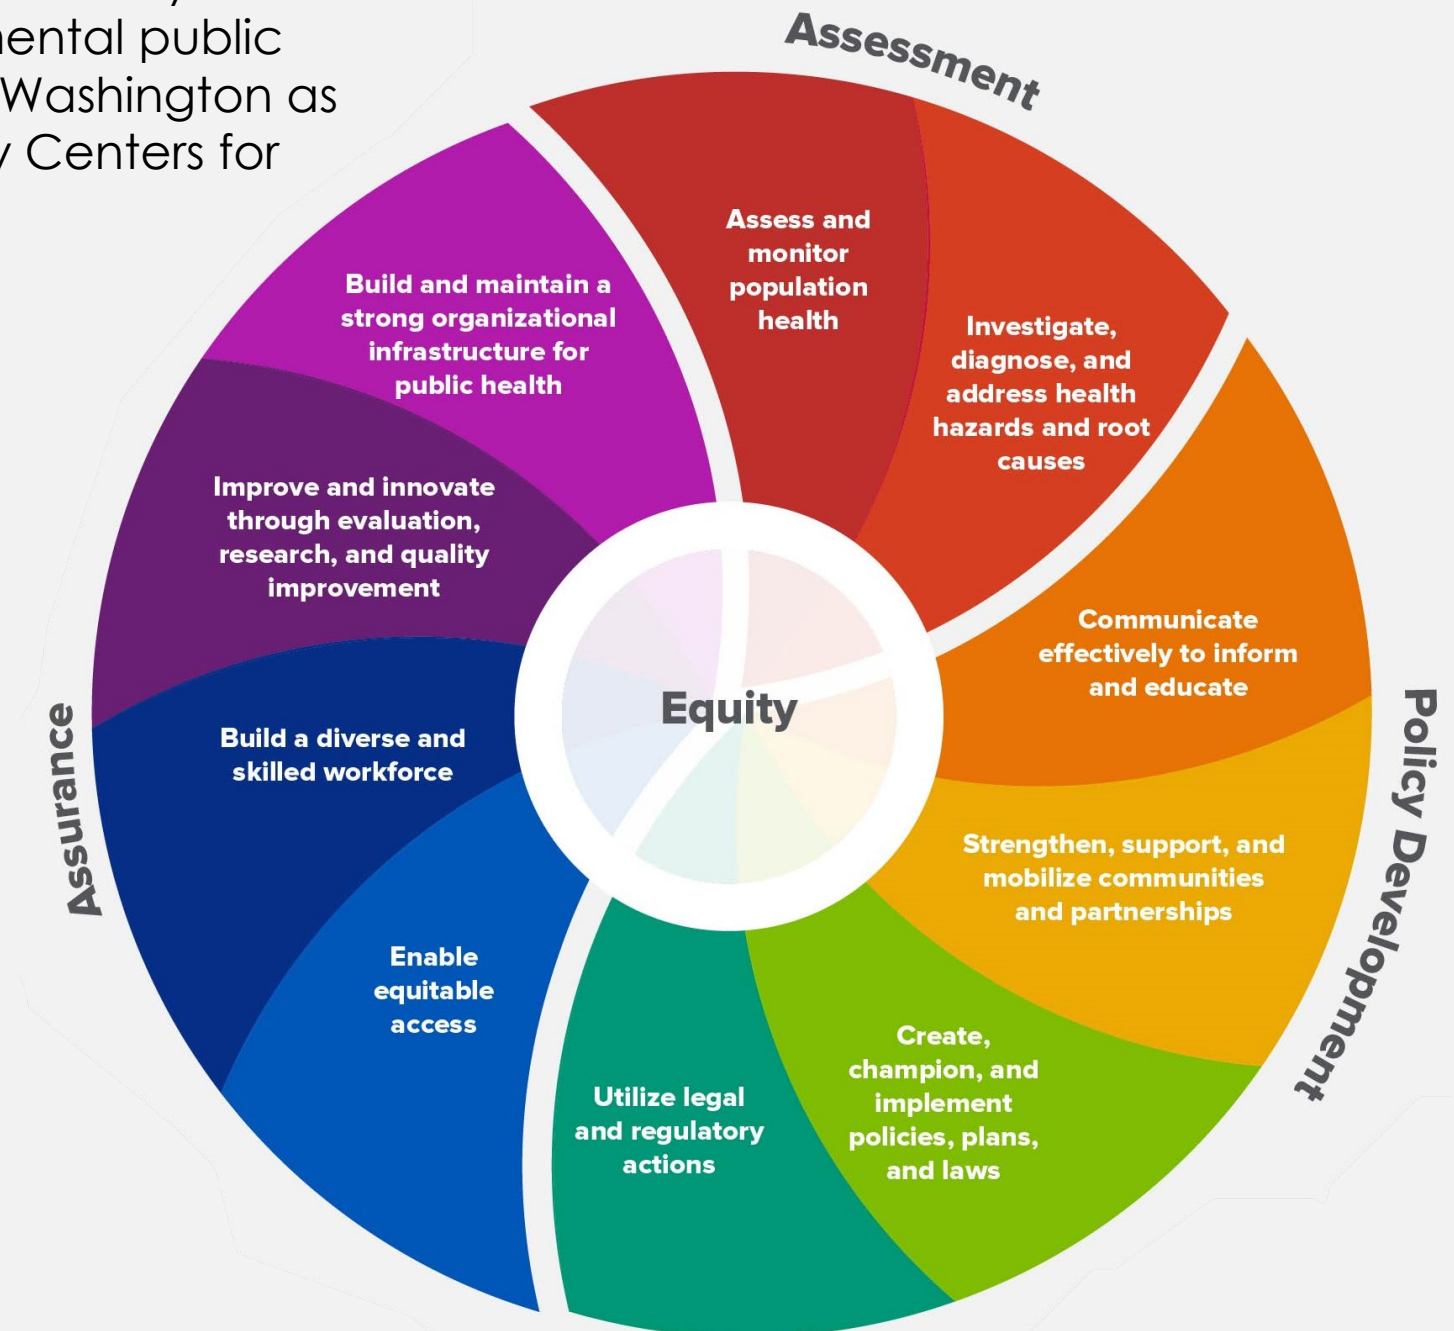 Washington as
Centers for
public
Assessment
Assess and
monitor
population
health
Investigate,
diagnose, and
address health
hazards and root
causes
Communicate
effectively to inform
and educate
Strengthen, support, and
mobilize communities
and partnerships
Policy Development
Create,
champion, and
implement
policies, plans,
and laws
Utilize legal
and regulatory
actions
Enable
equitable
access
Build a diverse and
skilled workforce
Assurance
Improve and innovate
through evaluation,
research, and quality
improvement
Build and maintain a
strong organizational
infrastructure for
public health
Equity